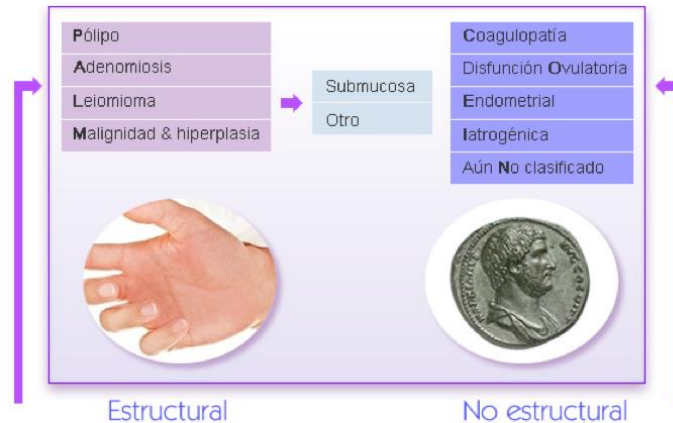 Pólipo
Adenomiosis
Leiomioma
Malignidad & hiperplasia
Submucosa
Otro
Coagulopatía
Disfunción Ovulatoria
Endometrial
Iatrogénica
Aún No clasificado
Estructural
No estructural